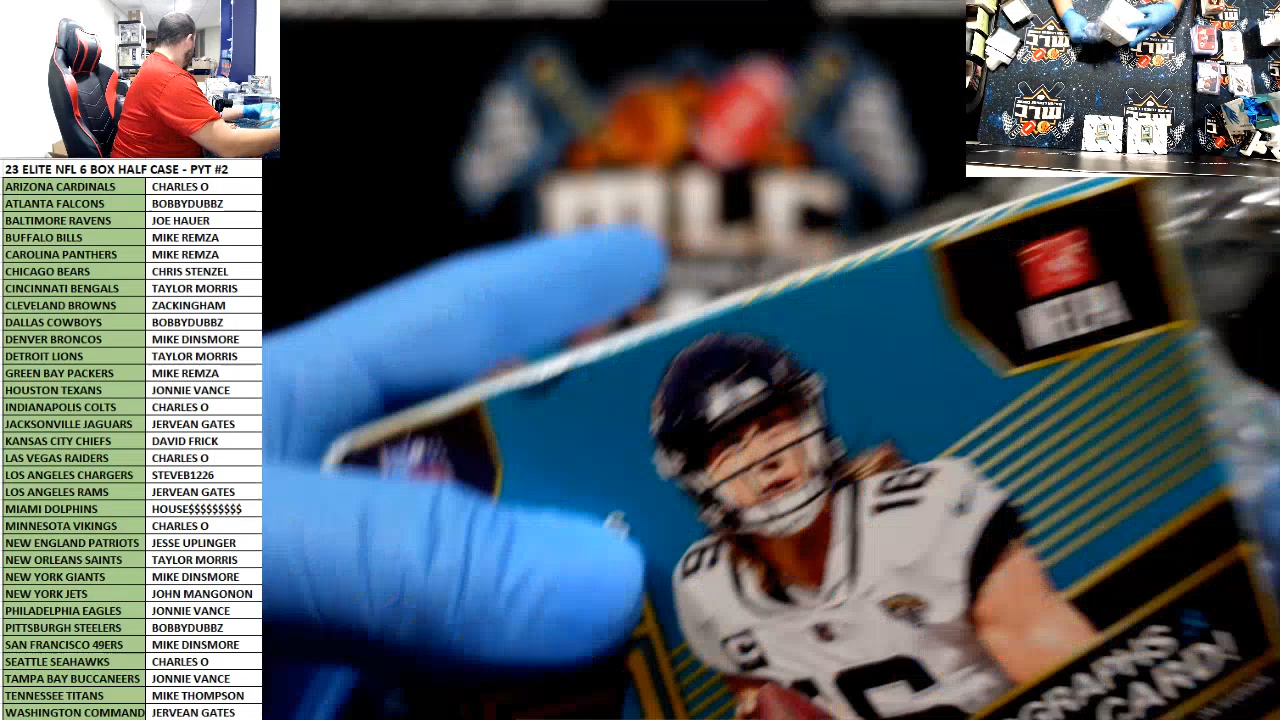 23 ELITE NFL 6 BOX HALF CASE - PYT #2
ARIZONA CARDINALS CHARLES O
ATLANTA FALCONS BOBBYDUBBZ
BALTIMORE RAVENS JOE HAUER
BUFFALO BILLS MIKE REMZA
CAROLINA PANTHERS MIKE REMZA
CHICAGO BEARS CHRIS STENZEL
CINCINNATI BENGALS TAYLOR MORRIS
CLEVELAND BROWNS ZACKINGHAM
DALLAS COWBOYS BOBBYDUBBZ
DENVER BRONCOS MIKE DINSMORE
DETROIT LIONS TAYLOR MORRIS
GREEN BAY PACKERS MIKE REMZA
HOUSTON TEXANS JONNIE VANCE
INDIANAPOLIS COLTS CHARLES O
JACKSONVILLE JAGUARS JERVEAN GATES
KANSAS CITY CHIEFS DAVID FRICK
LAS VEGAS RAIDERS CHARLES O
LOS ANGELES CHARGERS STEVEB1226
LOS ANGELES RAMS JERVEAN GATES
MIAMI DOLPHINS HOUSE$$$$$$$$$
MINNESOTA VIKINGS CHARLES O
NEW ENGLAND PATRIOTS JESSE UPLINGER
NEW ORLEANS SAINTS TAYLOR MORRIS
NEW YORK GIANTS MIKE DINSMORE
NEW YORK JETS JOHN MANGONON
PHILADELPHIA EAGLES JONNIE VANCE
PITTSBURGH STEELERS BOBBYDUBBZ
SAN FRANCISCO 49ERS MIKE DINSMORE
SEATTLE SEAHAWKS CHARLES O
TAMPA BAY BUCCANEERS JONNIE VANCE
TENNESSEE TITANS MIKE THOMPSON
WASHINGTON COMMAND JERVEAN GATES
MLC
NFLPA
16
16
16
GRAPHS
CARD!